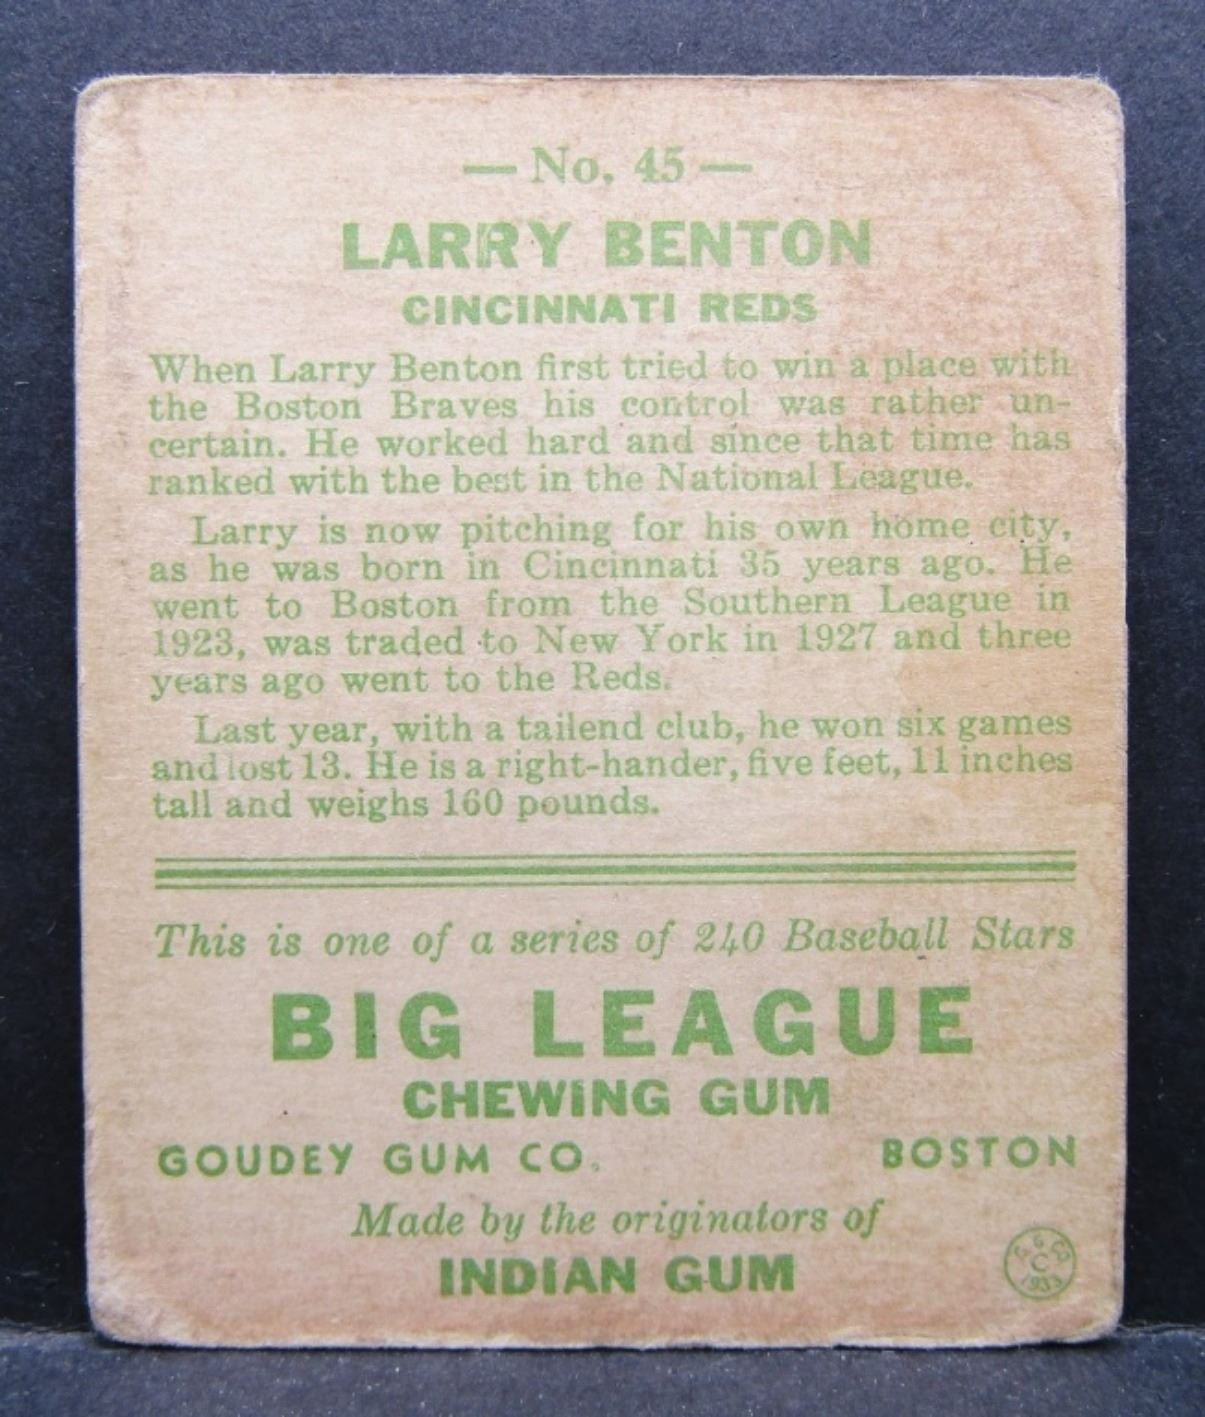 — No. 45 —
LARRY BENTON
CINCINNATI REDS
When Larry Benton first tried to win a place with
the Boston Braves his control was rather un-
certain. He worked hard and since that time has
ranked with the best in the National League.
Larry is now pitching for his own home city,
as he was born in Cincinnati 35 years ago. He
went to Boston from the Southern League in
1923, was traded to New York in 1927 and three
years ago went to the Reds.
Last year, with a tailend club, he won six games
and lost 13. He is a right-hander, five feet, 11 inches
tall and weighs 160 pounds.
This is one of a series of 240 Baseball Stars
BIG LEAGUE
CHEWING GUM
GOUDEY GUM CO. BOSTON
Made by the originators of
INDIAN GUM
G. G. CO
C
1933